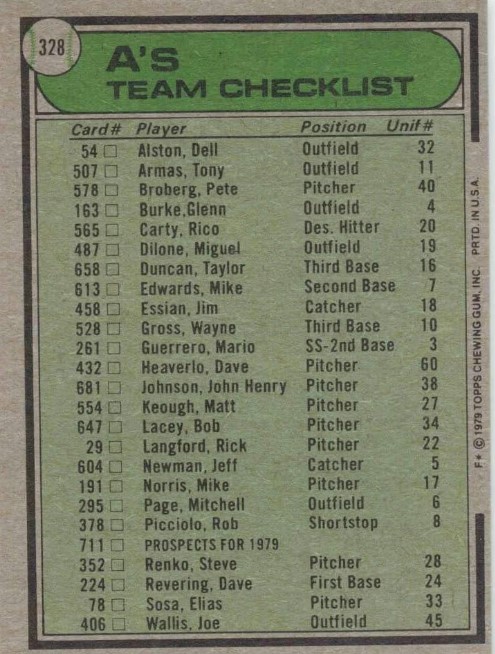 328
A'S
TEAM CHECKLIST
Card# Player Position Unif#
54 Alston, Dell Outfield 32
507 Armas, Tony Outfield 11
578 Broberg, Pete Pitcher 40
163 Burke,Glenn Outfield 4
565 Carty, Rico Des. Hitter 20
487 Dilone, Miguel Outfield 19
658 Duncan, Taylor Third Base 16
613 Edwards, Mike Second Base 7
458 Essian, Jim Catcher 18
528 Gross, Wayne Third Base 10
261 Guerrero, Mario SS-2nd Base 3
432 Heaverlo, Dave Pitcher 60
681 Johnson, John Henry Pitcher 38
554 Keough, Matt Pitcher 27
647 Lacey, Bob Pitcher 34
29 Langford, Rick Pitcher 22
604 Newman, Jeff Catcher 5
191 Norris, Mike Pitcher 17
295 Page, Mitchell Outfield 6
378 Picciolo, Rob Shortstop 8
711 PROSPECTS FOR 1979
352 Renko, Steve Pitcher 28
224 Revering, Dave First Base 24
78 Sosa, Elias Pitcher 33
406 Wallis, Joe Outfield 45
F* © 1979 TOPPS CHEWING GUM, INC. PRTD. IN U.S.A.